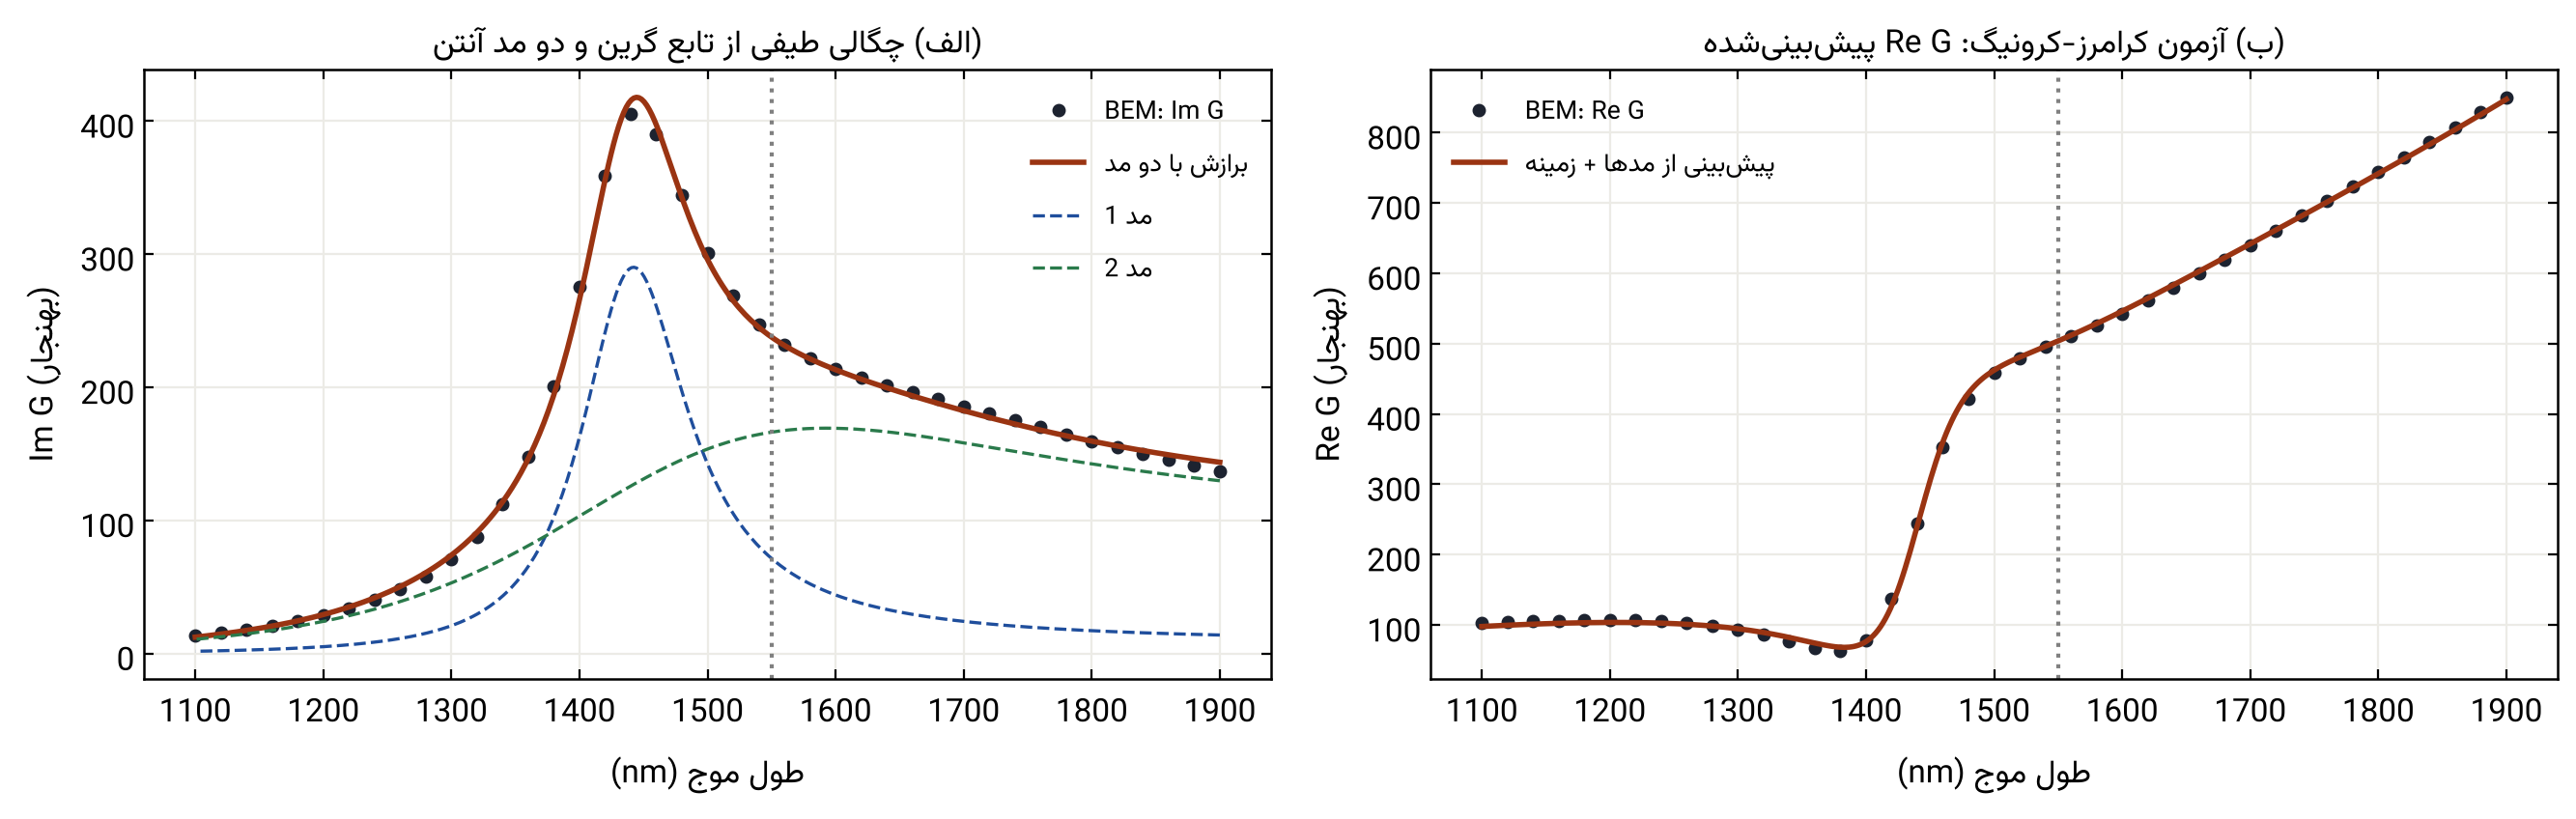 (الف) چگالی طیفی از تابع گرین و دو مد آنتن
400
300
200
100
0
Im G (بهنجار)
BEM: Im G
برازش با دو مد
مد 1
مد 2
1100 1200 1300 1400 1500 1600 1700 1800 1900
طول موج (nm)
(ب) آزمون کرامرز-کرونیگ: Re G پیش‌بینی‌شده
800
700
600
500
400
300
200
100
Re G (بهنجار)
BEM: Re G
پیش‌بینی از مدها + زمینه
1100 1200 1300 1400 1500 1600 1700 1800 1900
طول موج (nm)